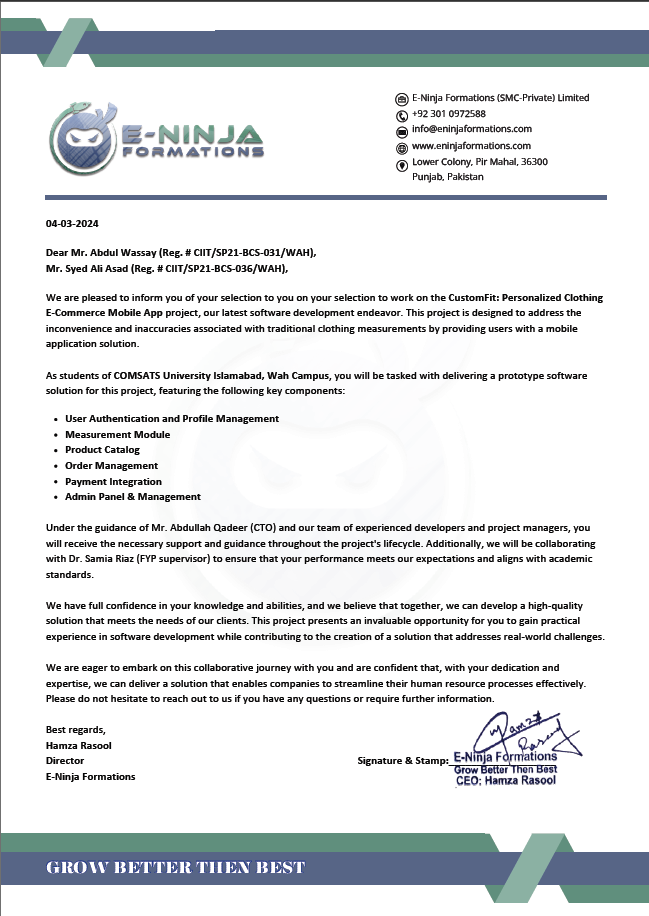 E-NINJA
FORMATIONS
E-Ninja Formations (SMC-Private) Limited
+92 301 0972588
info@eninjaformations.com
www.eninjaformations.com
Lower Colony, Pir Mahal, 36300
Punjab, Pakistan
04-03-2024
Dear Mr. Abdul Wassay (Reg. # CIIT/SP21-BCS-031/WAH),
Mr. Syed Ali Asad (Reg. # CIIT/SP21-BCS-036/WAH),
We are pleased to inform you of your selection to you on your selection to work on the CustomFit: Personalized Clothing
E-Commerce Mobile App project, our latest software development endeavor. This project is designed to address the
inconvenience and inaccuracies associated with traditional clothing measurements by providing users with a mobile
application solution.
As students of COMSATS University Islamabad, Wah Campus, you will be tasked with delivering a prototype software
solution for this project, featuring the following key components:
• User Authentication and Profile Management
• Measurement Module
• Product Catalog
• Order Management
• Payment Integration
• Admin Panel & Management
Under the guidance of Mr. Abdullah Qadeer (CTO) and our team of experienced developers and project managers, you
will receive the necessary support and guidance throughout the project's lifecycle. Additionally, we will be collaborating
with Dr. Samia Riaz (FYP supervisor) to ensure that your performance meets our expectations and aligns with academic
standards.
We have full confidence in your knowledge and abilities, and we believe that together, we can develop a high-quality
solution that meets the needs of our clients. This project presents an invaluable opportunity for you to gain practical
experience in software development while contributing to the creation of a solution that addresses real-world challenges.
We are eager to embark on this collaborative journey with you and are confident that, with your dedication and
expertise, we can deliver a solution that enables companies to streamline their human resource processes effectively.
Please do not hesitate to reach out to us if you have any questions or require further information.
Best regards,
Hamza Rasool
Director
E-Ninja Formations
Signature & Stamp:
Hamza
Rasool
E-Ninja Formations
Grow Better Then Best
CEO: Hamza Rasool
GROW BETTER THEN BEST